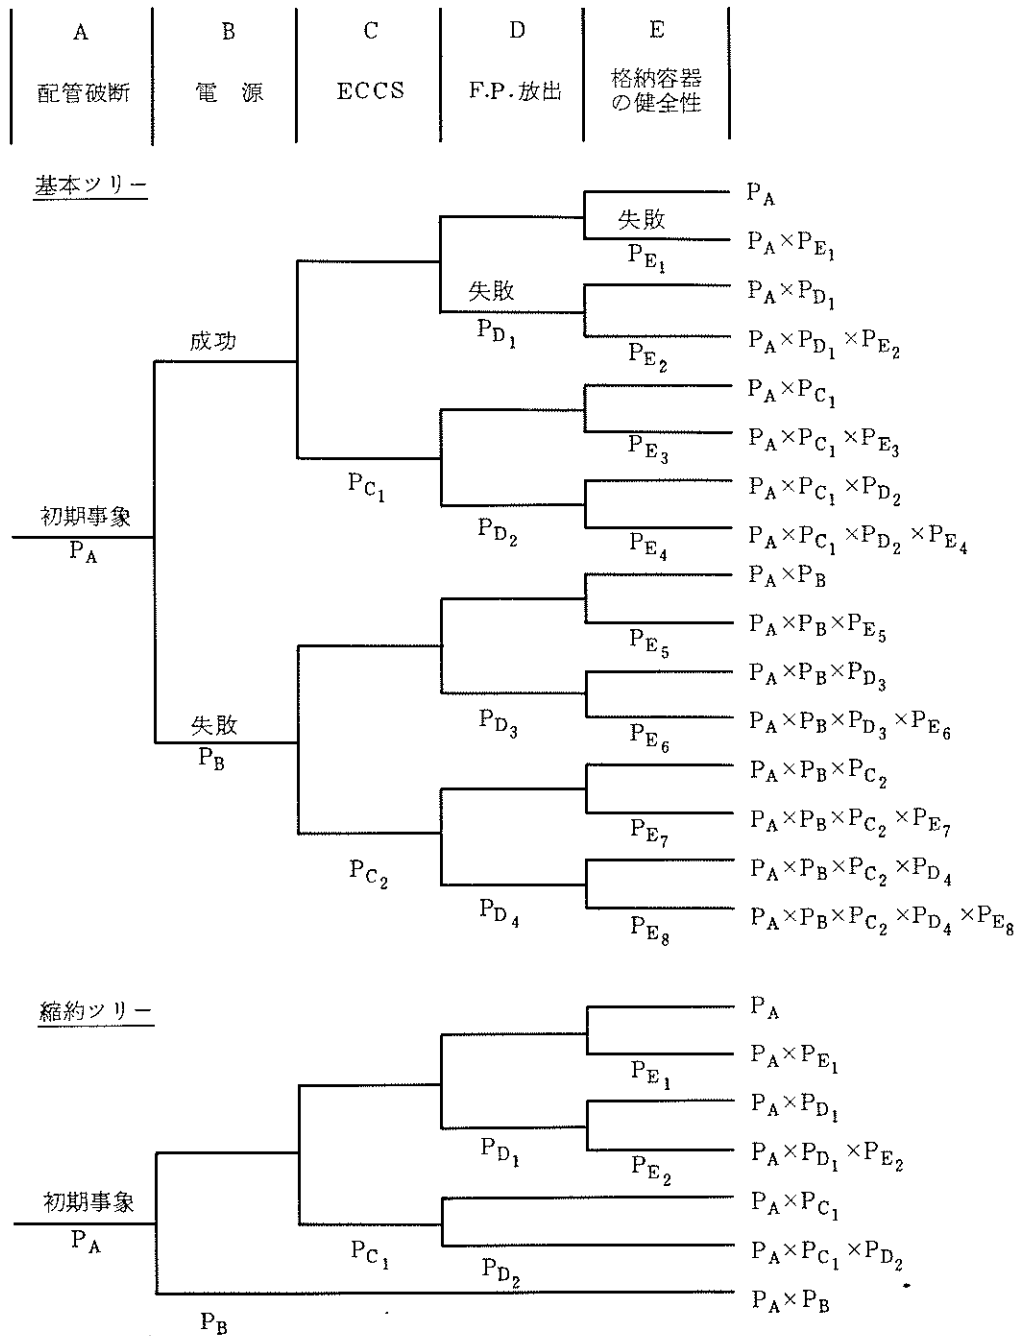 A B C D E
配管破断 電 源 ECCS F.P.放出 格納容器の健全性
基本ツリー
P_A
失敗
P_E1 P_A×P_E1
失敗 P_A×P_D1
P_D1
成功 P_E2 P_A×P_D1×P_E2
P_A×P_C1
P_E3 P_A×P_C1×P_E3
P_C1 P_A×P_C1×P_D2
初期事象 P_D2 P_E4 P_A×P_C1×P_D2×P_E4
P_A
P_A×P_B
P_E5 P_A×P_B×P_E5
P_A×P_B×P_D3
失敗 P_D3 P_E6 P_A×P_B×P_D3×P_E6
P_B
P_A×P_B×P_C2
P_E7 P_A×P_B×P_C2×P_E7
P_C2 P_A×P_B×P_C2×P_D4
P_D4 P_E8 P_A×P_B×P_C2×P_D4×P_E8
縮約ツリー
P_A
P_E1 P_A×P_E1
P_A×P_D1
P_D1 P_E2 P_A×P_D1×P_E2
初期事象 P_A×P_C1
P_A P_C1 P_D2 P_A×P_C1×P_D2
P_B P_A×P_B